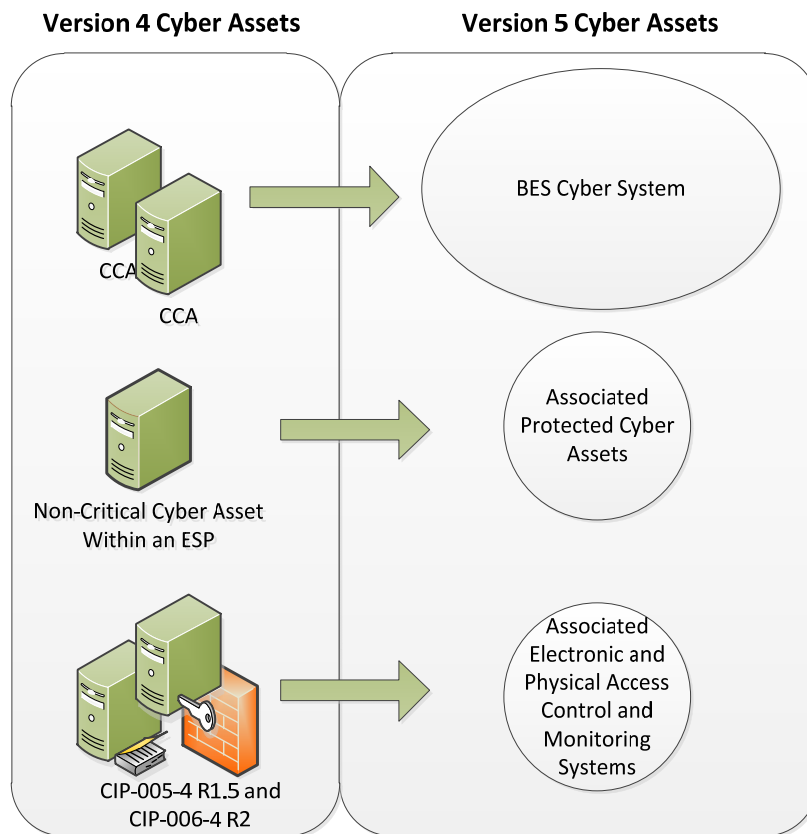 Version 4 Cyber Assets
Version 5 Cyber Assets
CCA
CCA
BES Cyber System
Non-Critical Cyber Asset
Within an ESP
Associated
Protected Cyber
Assets
CIP-005-4 R1.5 and
CIP-006-4 R2
Associated
Electronic and
Physical Access
Control and
Monitoring
Systems